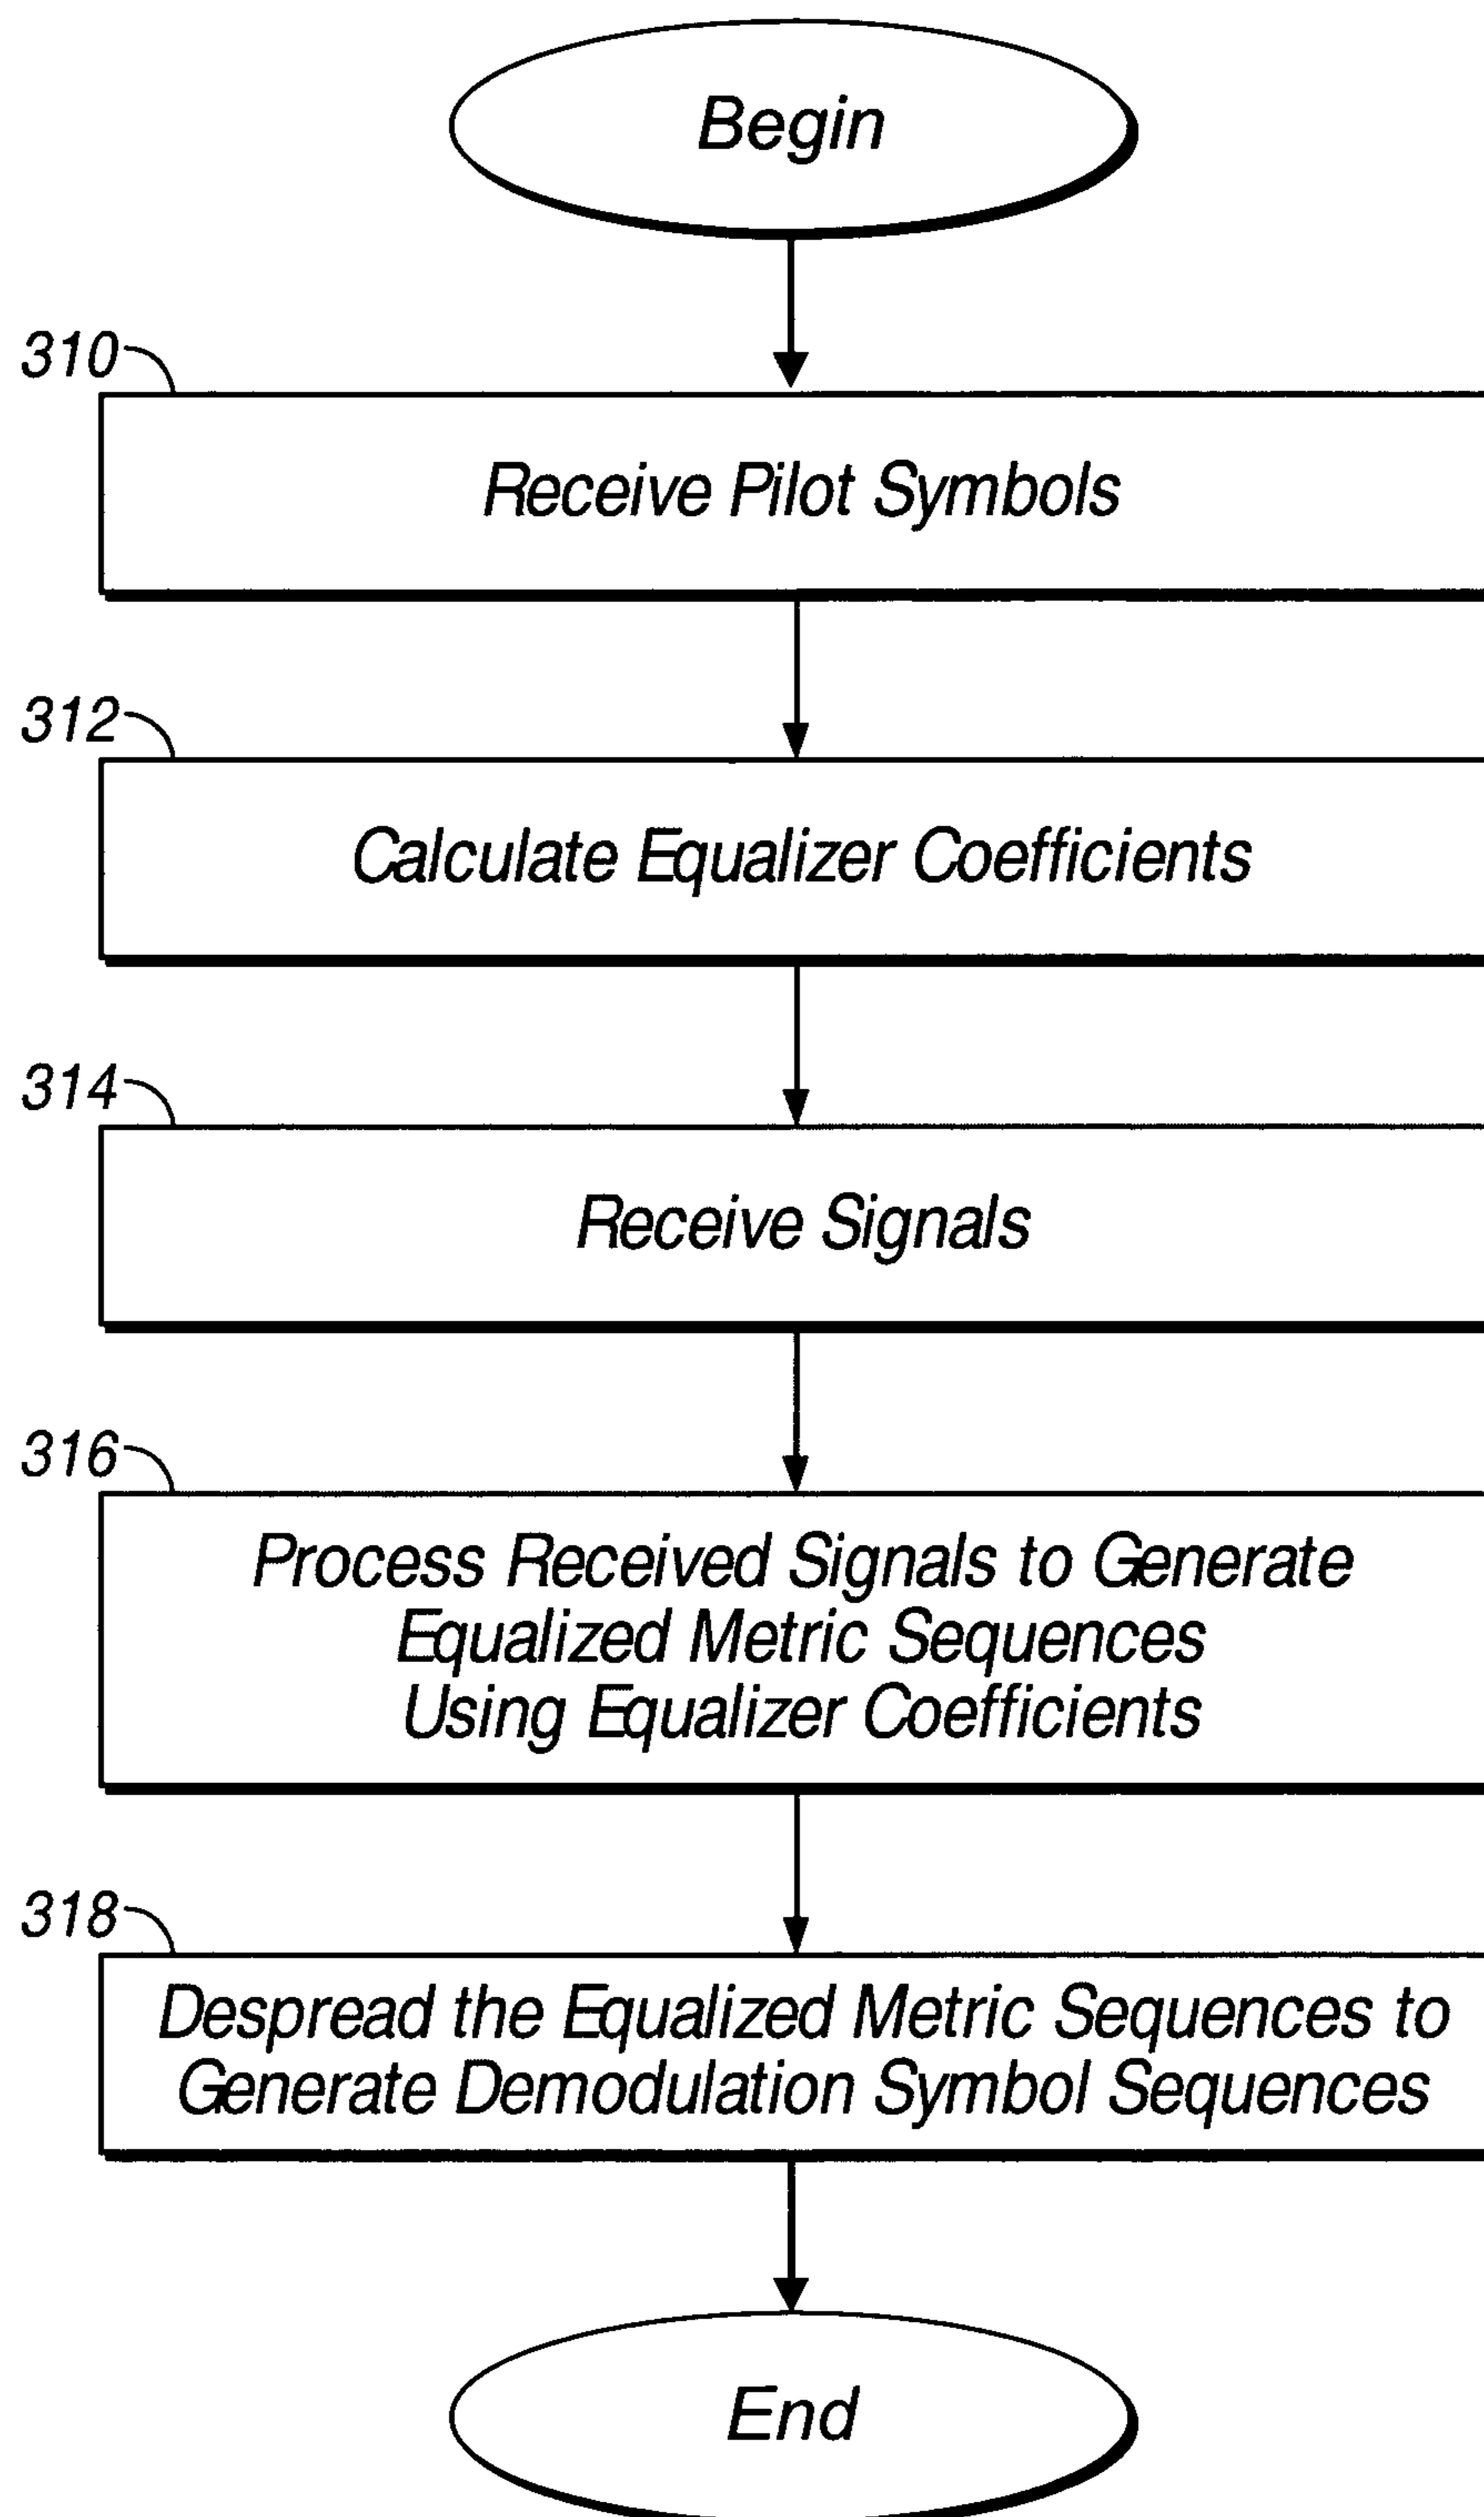 Begin
310
Receive Pilot Symbols
312
Calculate Equalizer Coefficients
314
Receive Signals
316
Process Received Signals to Generate
Equalized Metric Sequences
Using Equalizer Coefficients
318
Despread the Equalized Metric Sequences to
Generate Demodulation Symbol Sequences
End